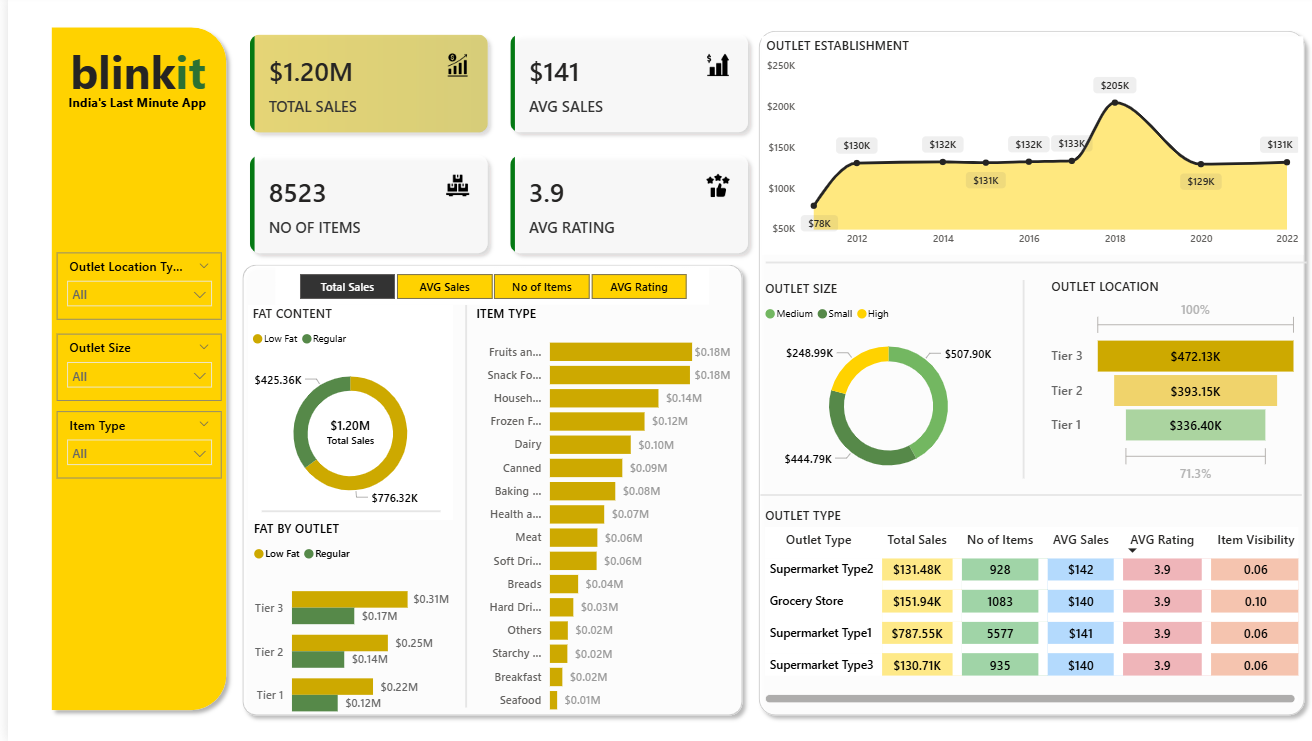 blinkit
India's Last Minute App
Outlet Location Ty...
All
Outlet Size
All
Item Type
All
$1.20M
TOTAL SALES
$141
AVG SALES
8523
NO OF ITEMS
3.9
AVG RATING
Total Sales AVG Sales No of Items AVG Rating
FAT CONTENT
Low Fat Regular
$425.36K
$1.20M
Total Sales
$776.32K
FAT BY OUTLET
Low Fat Regular
Tier 3 $0.31M
$0.17M
Tier 2 $0.25M
$0.14M
Tier 1 $0.22M
$0.12M
ITEM TYPE
Fruits an... $0.18M
Snack Fo... $0.18M
Househ... $0.14M
Frozen F... $0.12M
Dairy $0.10M
Canned $0.09M
Baking ... $0.08M
Health a... $0.07M
Meat $0.06M
Soft Dri... $0.06M
Breads $0.04M
Hard Dri... $0.03M
Others $0.02M
Starchy ... $0.02M
Breakfast $0.02M
Seafood $0.01M
OUTLET ESTABLISHMENT
$250K
$200K
$150K
$100K
$50K
$78K
$130K
$132K
$131K
$132K
$133K
$205K
$129K
$131K
2012 2014 2016 2018 2020 2022
OUTLET SIZE
Medium Small High
$248.99K
$507.90K
$444.79K
OUTLET LOCATION
100%
Tier 3 $472.13K
Tier 2 $393.15K
Tier 1 $336.40K
71.3%
OUTLET TYPE
Outlet Type Total Sales No of Items AVG Sales AVG Rating Item Visibility
Supermarket Type2 $131.48K 928 $142 3.9 0.06
Grocery Store $151.94K 1083 $140 3.9 0.10
Supermarket Type1 $787.55K 5577 $141 3.9 0.06
Supermarket Type3 $130.71K 935 $140 3.9 0.06